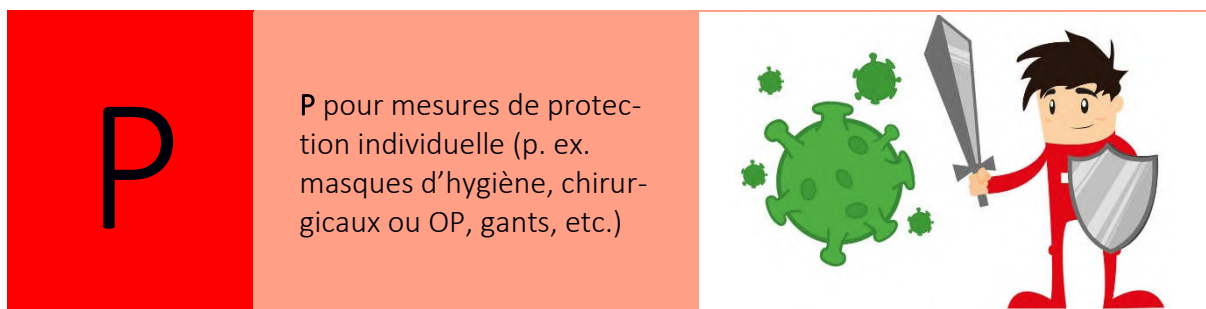 P
P pour mesures de protec-
tion individuelle (p. ex.
masques d’hygiène, chirur-
gicaux ou OP, gants, etc.)